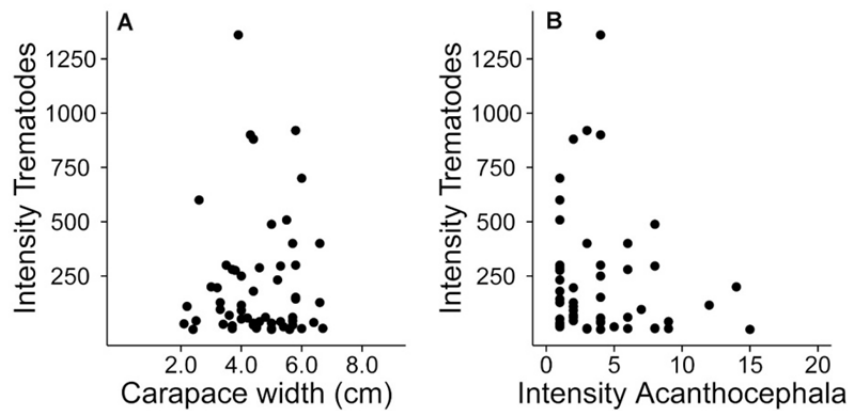 A
Intensity Trematodes
1250
1000
750
500
250
2.0 4.0 6.0 8.0
Carapace width (cm)
B
Intensity Trematodes
1250
1000
750
500
250
0 5 10 15 20
Intensity Acanthocephala